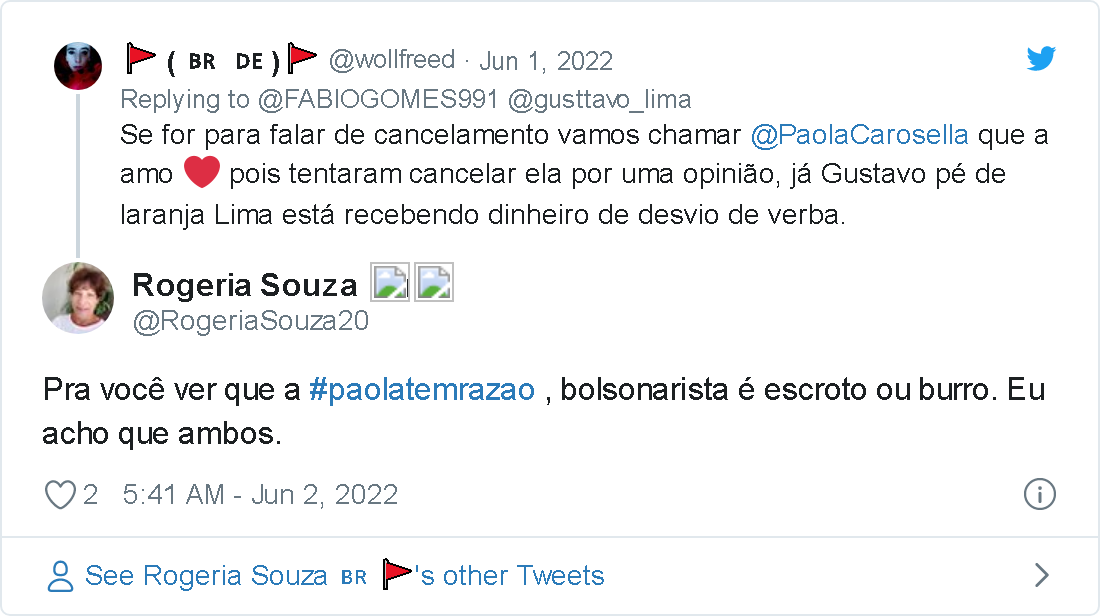 🚩 ( BR DE ) 🚩 @wollfreed · Jun 1, 2022
Replying to @FABIOGOMES991 @gusttavo_lima
Se for para falar de cancelamento vamos chamar @PaolaCarosella que a
amo ❤️ pois tentaram cancelar ela por uma opinião, já Gustavo pé de
laranja Lima está recebendo dinheiro de desvio de verba.
Rogeria Souza
@RogeriaSouza20
Pra você ver que a #paolatemrazao , bolsonarista é escroto ou burro. Eu
acho que ambos.
2 5:41 AM - Jun 2, 2022
See Rogeria Souza BR 🚩's other Tweets